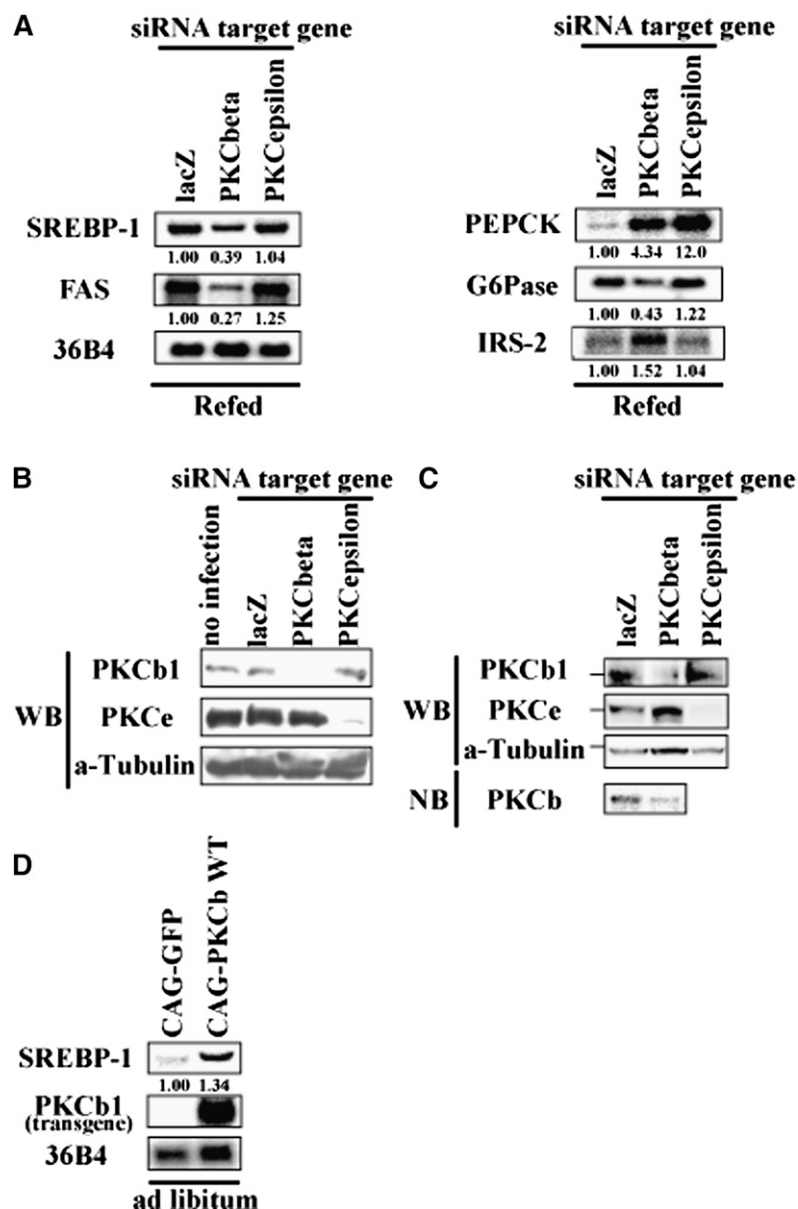 A
siRNA target gene
lacZ
PKCbeta
PKCepsilon
SREBP-1
1.00 0.39 1.04
FAS
1.00 0.27 1.25
36B4
Refed
siRNA target gene
lacZ
PKCbeta
PKCepsilon
PEPCK
1.00 4.34 12.0
G6Pase
1.00 0.43 1.22
IRS-2
1.00 1.52 1.04
Refed
B
siRNA target gene
no infection
lacZ
PKCbeta
PKCepsilon
WB
PKCb1
PKCe
a-Tubulin
C
siRNA target gene
lacZ
PKCbeta
PKCepsilon
WB
PKCb1
PKCe
a-Tubulin
NB
PKCb
D
CAG-GFP
CAG-PKCb WT
SREBP-1
1.00 1.34
PKCb1
(transgene)
36B4
ad libitum